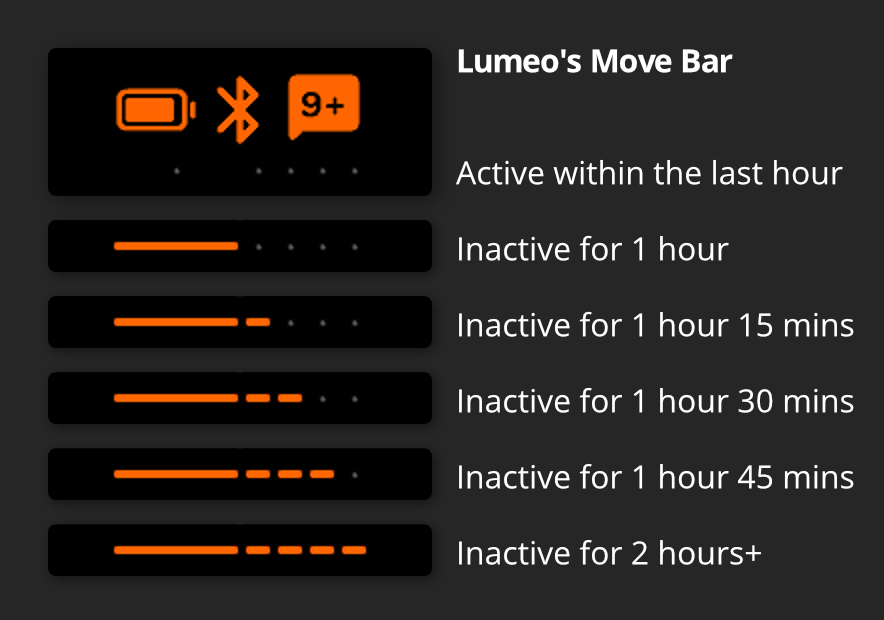 Lumeo's Move Bar
9+
Active within the last hour
Inactive for 1 hour
Inactive for 1 hour 15 mins
Inactive for 1 hour 30 mins
Inactive for 1 hour 45 mins
Inactive for 2 hours+